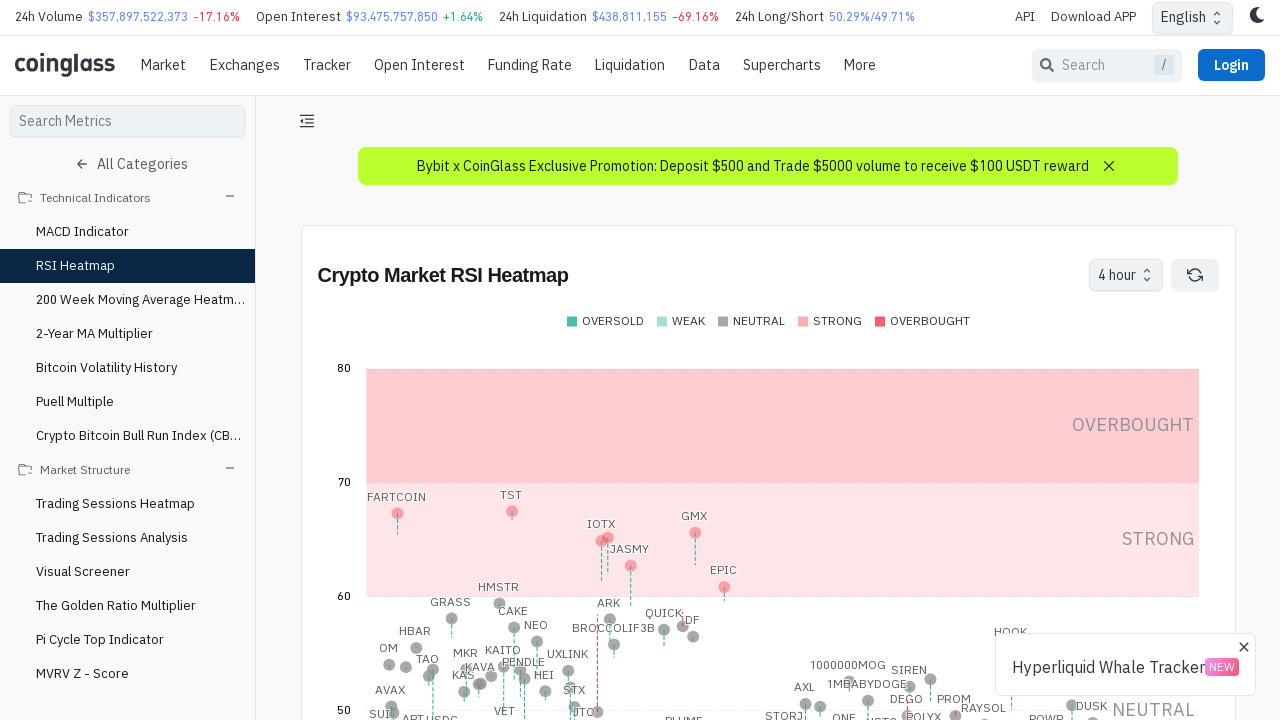 24h Volume $357,897,522,373 -17.16% Open Interest $93,475,757,850 +1.64% 24h Liquidation $438,811,155 -69.16% 24h Long/Short 50.29%/49.71% API Download APP English
coinglass Market Exchanges Tracker Open Interest Funding Rate Liquidation Data Supercharts More Search / Login
Search Metrics
All Categories
Technical Indicators
MACD Indicator
RSI Heatmap
200 Week Moving Average Heatm...
2-Year MA Multiplier
Bitcoin Volatility History
Puell Multiple
Crypto Bitcoin Bull Run Index (CB...
Market Structure
Trading Sessions Heatmap
Trading Sessions Analysis
Visual Screener
The Golden Ratio Multiplier
Pi Cycle Top Indicator
MVRV Z - Score
Bybit x CoinGlass Exclusive Promotion: Deposit $500 and Trade $5000 volume to receive $100 USDT reward
Crypto Market RSI Heatmap
4 hour
OVERSOLD WEAK NEUTRAL STRONG OVERBOUGHT
80
OVERBOUGHT
70
FARTCOIN TST
GMX
IOTX
STRONG
JASMY
EPIC
60
HMSTR
GRASS ARK
CAKE QUICK DF
HBAR NEO BROCCOLIF3B
HOOK
OM MKR KAITO UXLINK
TAO PENDLE 1000000MOG
KAS KAVA HEI SIREN
AVAX STX AXL 1MBABYDOGE
DEGO PROM
SUI VET JTO RAYSOL DUSK
50 STORJ NEUTRAL
Hyperliquid Whale Tracker NEW